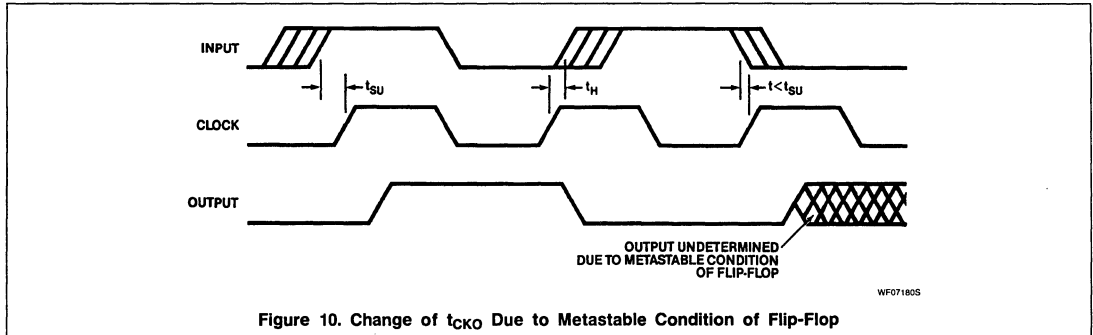 INPUT
tSU
tH
t<tSU
CLOCK
OUTPUT
OUTPUT UNDETERMINED
DUE TO METASTABLE CONDITION
OF FLIP-FLOP
WF07180S
Figure 10. Change of tCKO Due to Metastable Condition of Flip-Flop